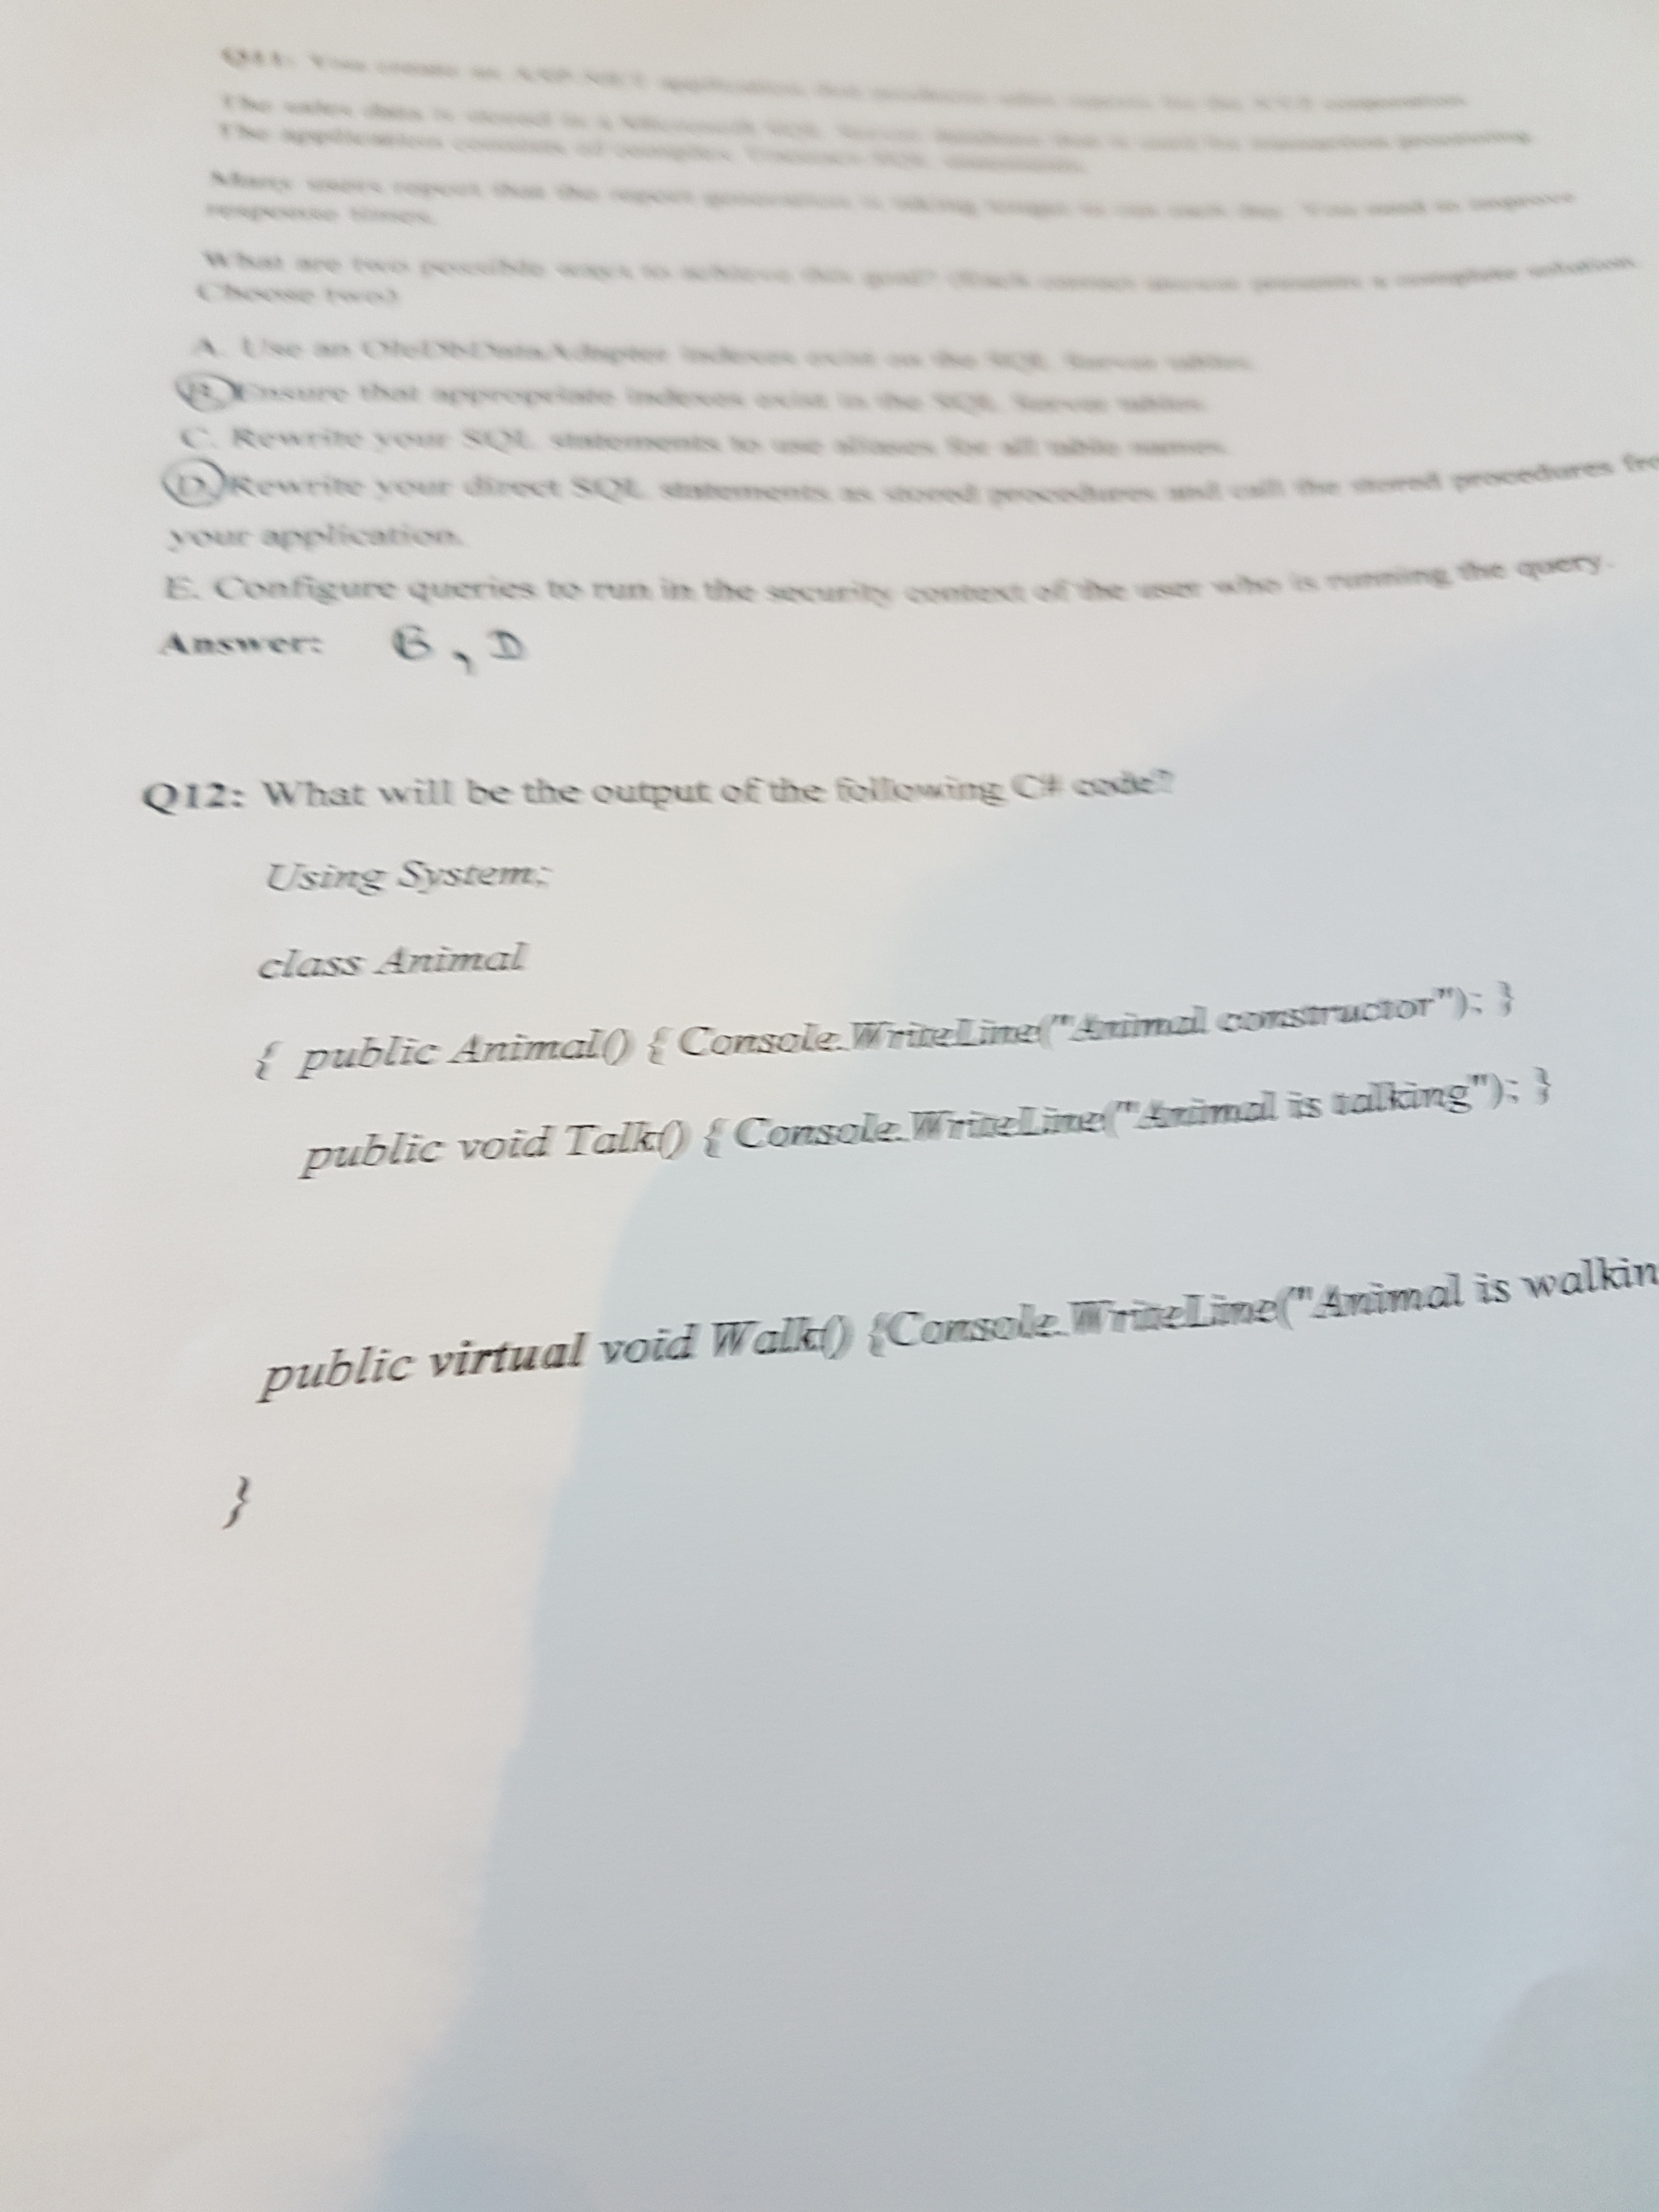 Q11: You create an ASP.NET application that produces sales reports for the corporation.
The sales data is stored in a Microsoft SQL Server database that is used for transaction processing.
The application consists of complex Transact-SQL statements.
Many users report that the report generation is taking longer to run each day. You need to improve
response times.
What are two possible ways to achieve this goal? (Each correct answer presents a complete solution.
Choose two)
A. Use an OleDbDataAdapter indexes exist on the SQL Server tables.
B. Ensure that appropriate indexes exist in the SQL Server tables.
C. Rewrite your SQL statements to use aliases for all table names.
D. Rewrite your direct SQL statements as stored procedures and call the stored procedures fro
your application.
E. Configure queries to run in the security context of the user who is running the query.
Answer: B, D
Q12: What will be the output of the following C# code?
Using System;
class Animal
{ public Animal() { Console.WriteLine("Animal constructor"); }
public void Talk() { Console.WriteLine("Animal is talking"); }
public virtual void Walk() {Console.WriteLine("Animal is walkin
}